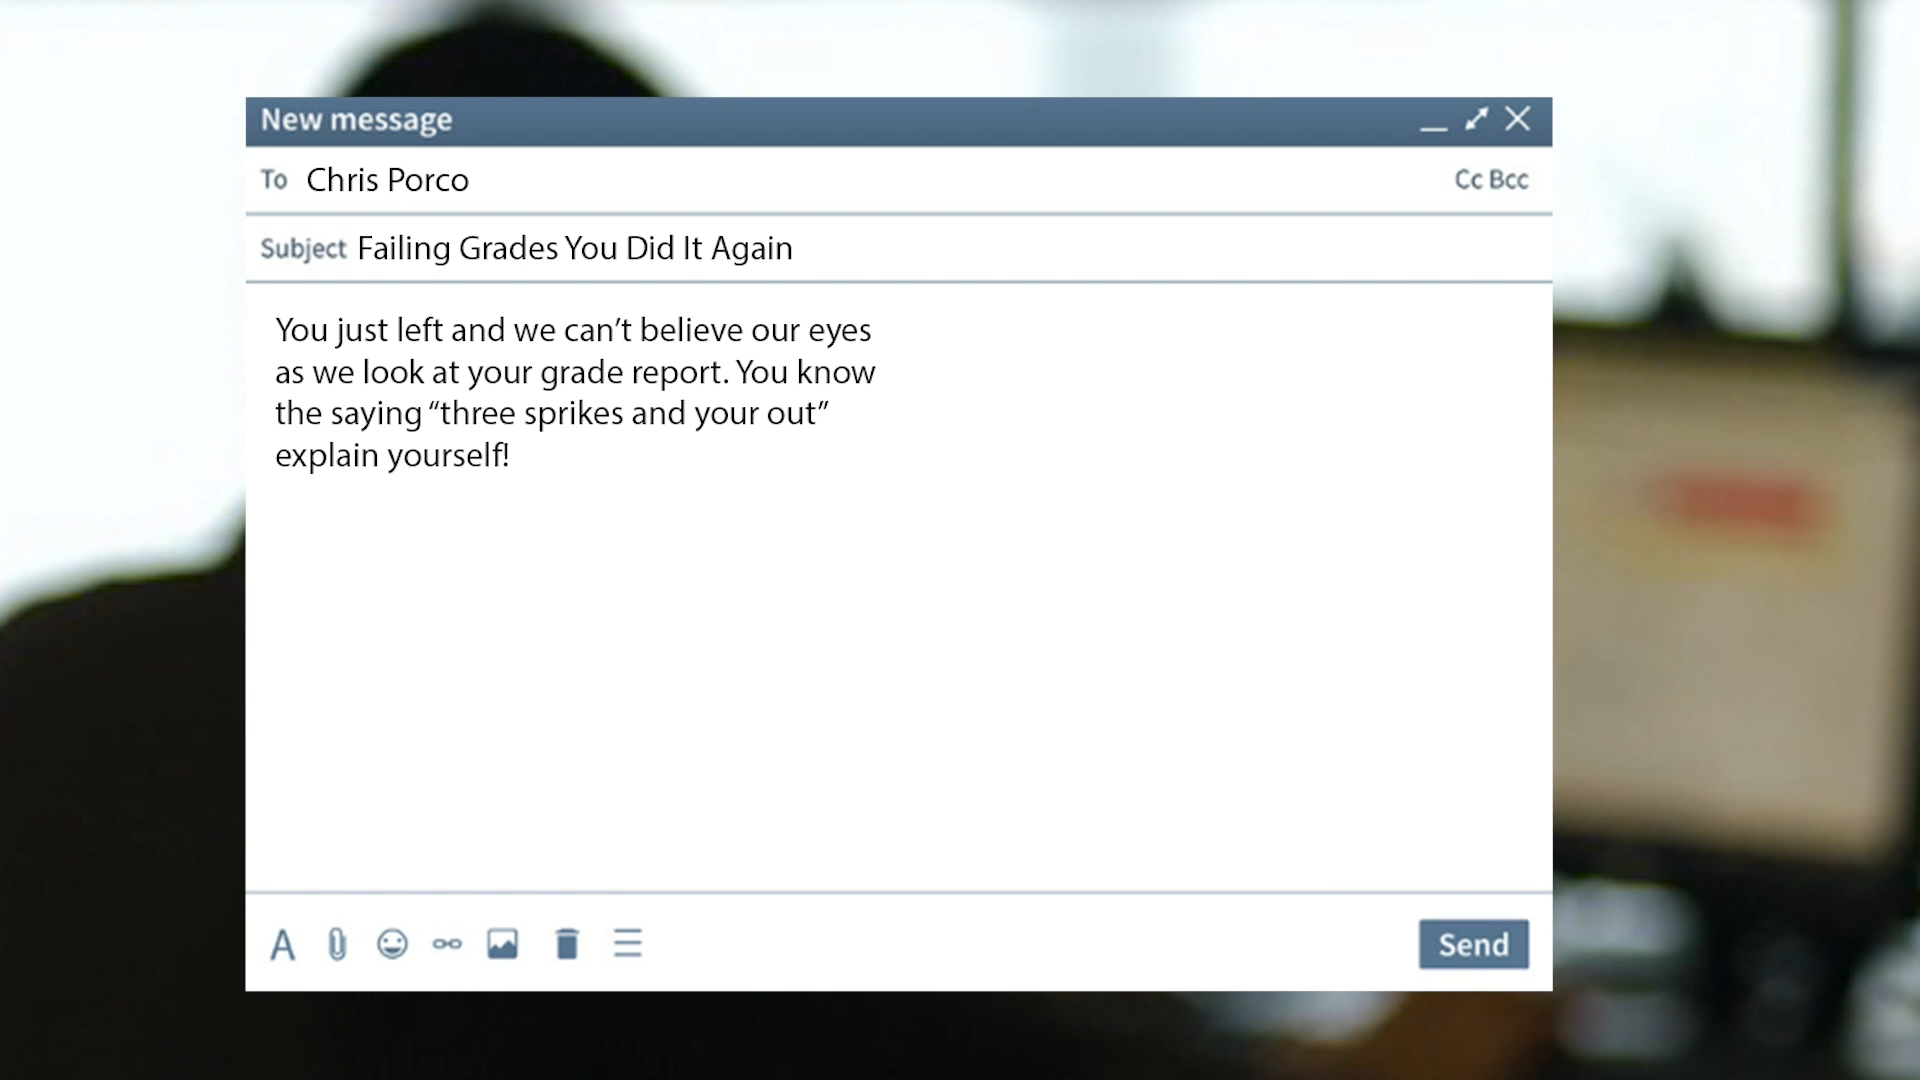 New message
To Chris Porco Cc Bcc
Subject Failing Grades You Did It Again
You just left and we can’t believe our eyes
as we look at your grade report. You know
the saying “three sprikes and your out”
explain yourself!
A
Send